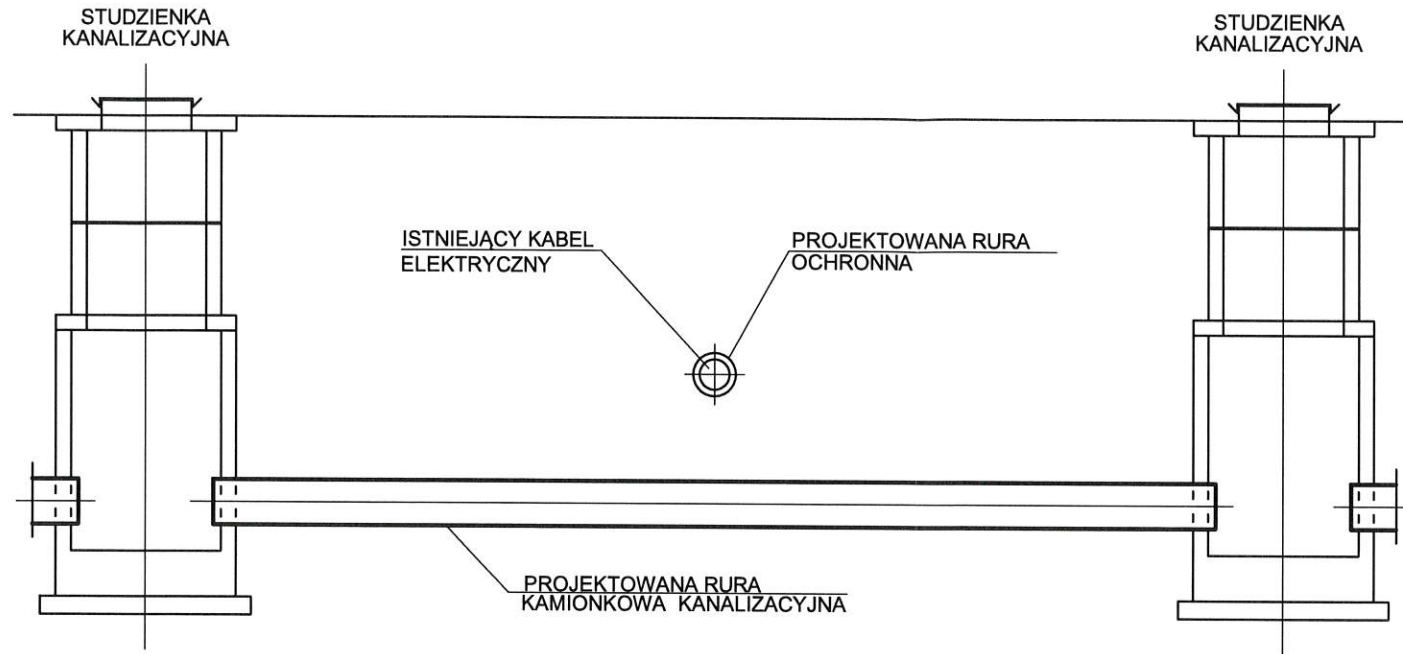 STUDZIENKA
KANALIZACYJNA
STUDZIENKA
KANALIZACYJNA
ISTNIEJĄCY KABEL
ELEKTRYCZNY
PROJEKTOWANA RURA
OCHRONNA
PROJEKTOWANA RURA
KAMIONKOWA KANALIZACYJNA